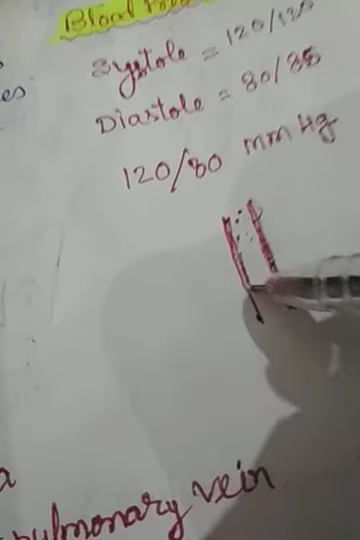 Blood
es
Systole = 120/130
Diastole = 80/85
120/80 mm Hg
pulmonary vein